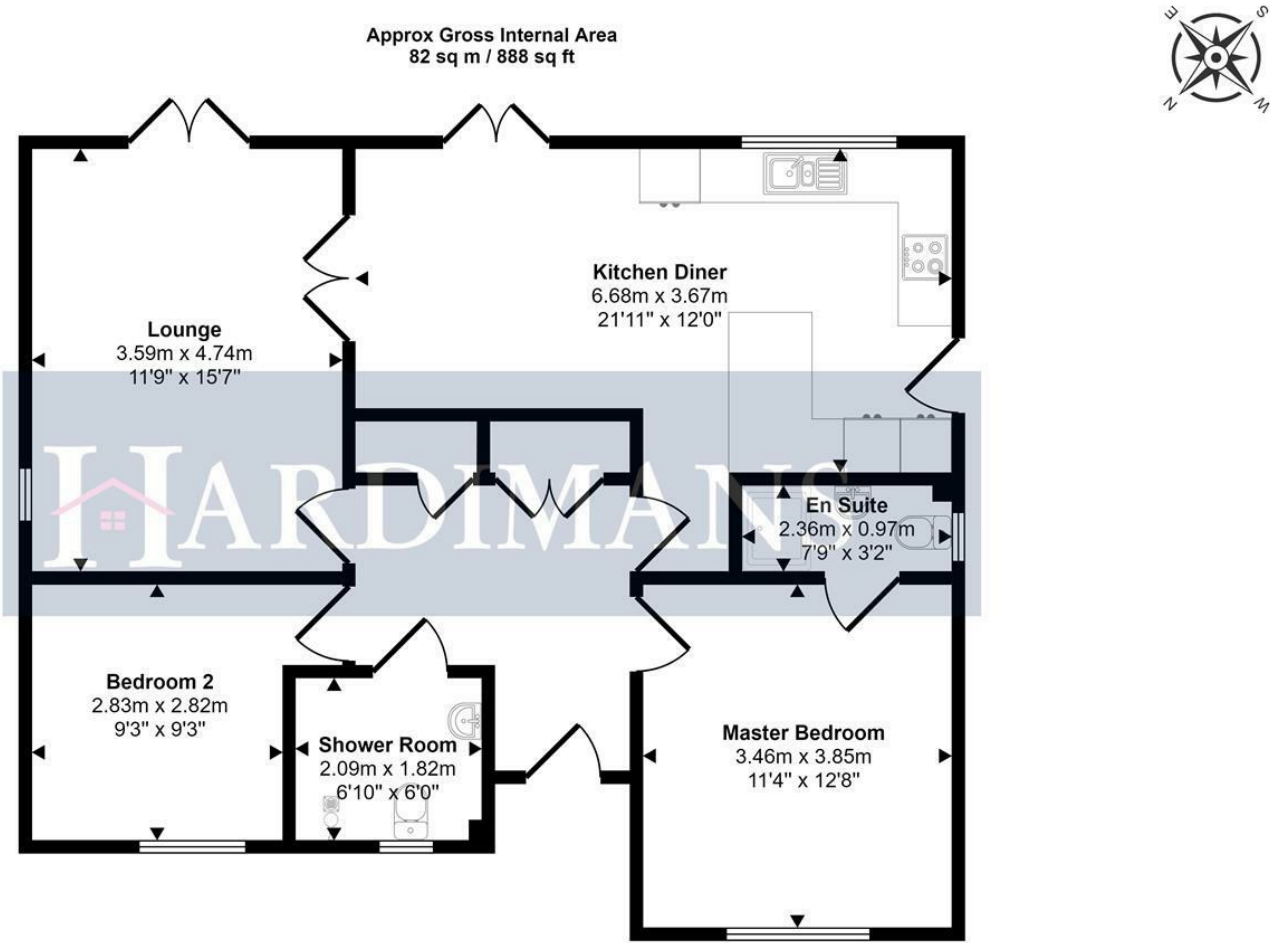 Approx Gross Internal Area
82 sq m / 888 sq ft
E
S
N
W
Kitchen Diner
6.68m x 3.67m
21'11" x 12'0"
Lounge
3.59m x 4.74m
11'9" x 15'7"
HARDIMANS
En Suite
2.36m x 0.97m
7'9" x 3'2"
Bedroom 2
2.83m x 2.82m
9'3" x 9'3"
Shower Room
2.09m x 1.82m
6'10" x 6'0"
Master Bedroom
3.46m x 3.85m
11'4" x 12'8"